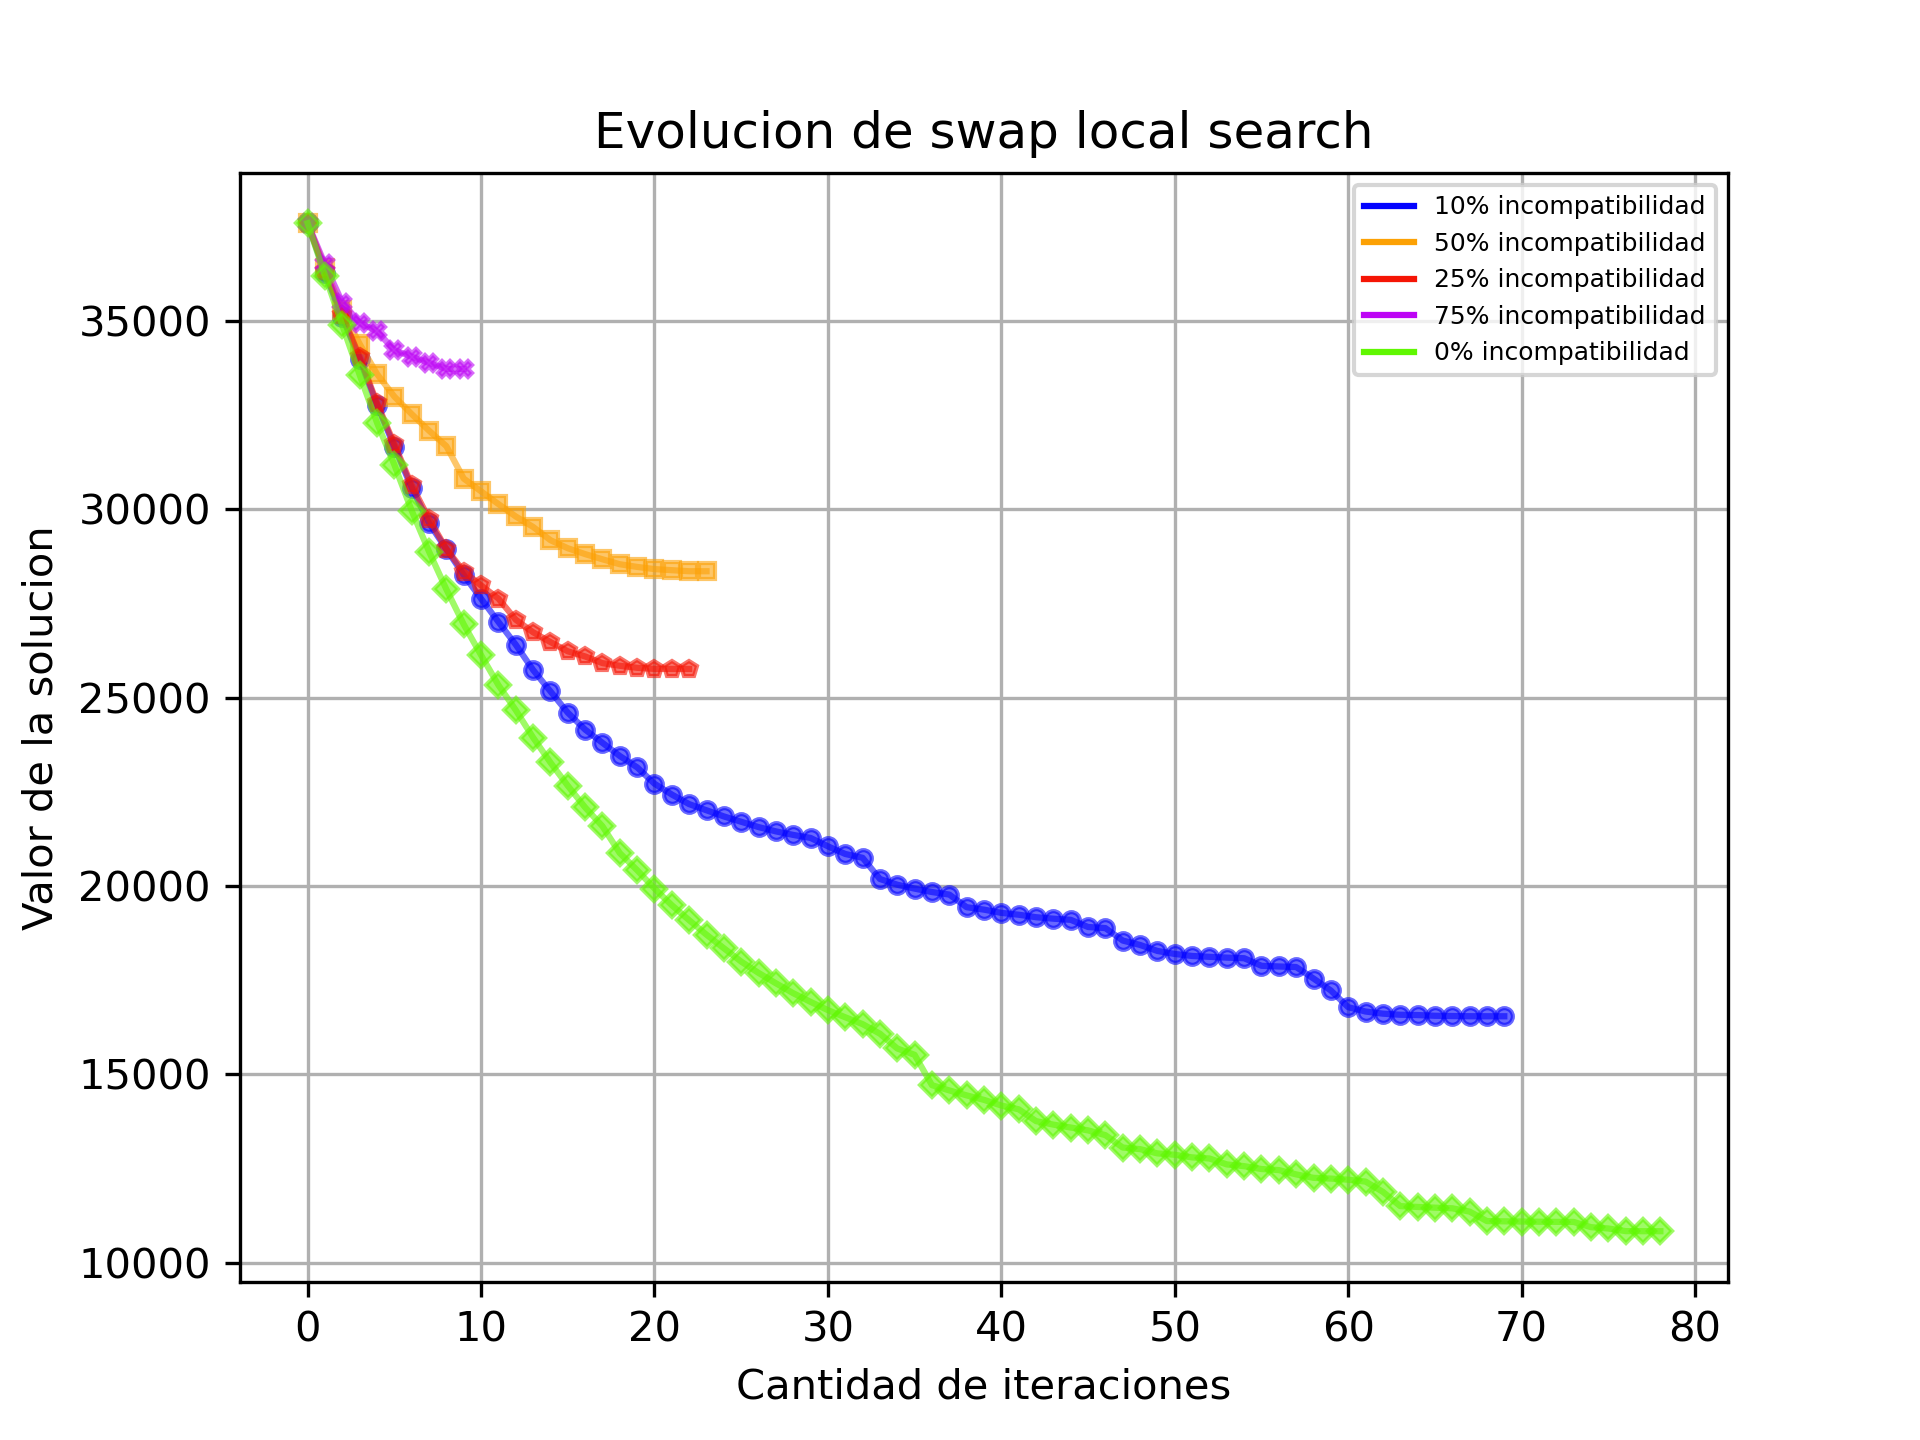 Evolucion de swap local search
10% incompatibilidad
50% incompatibilidad
25% incompatibilidad
75% incompatibilidad
0% incompatibilidad
Valor de la solucion
35000
30000
25000
20000
15000
10000
0 10 20 30 40 50 60 70 80
Cantidad de iteraciones